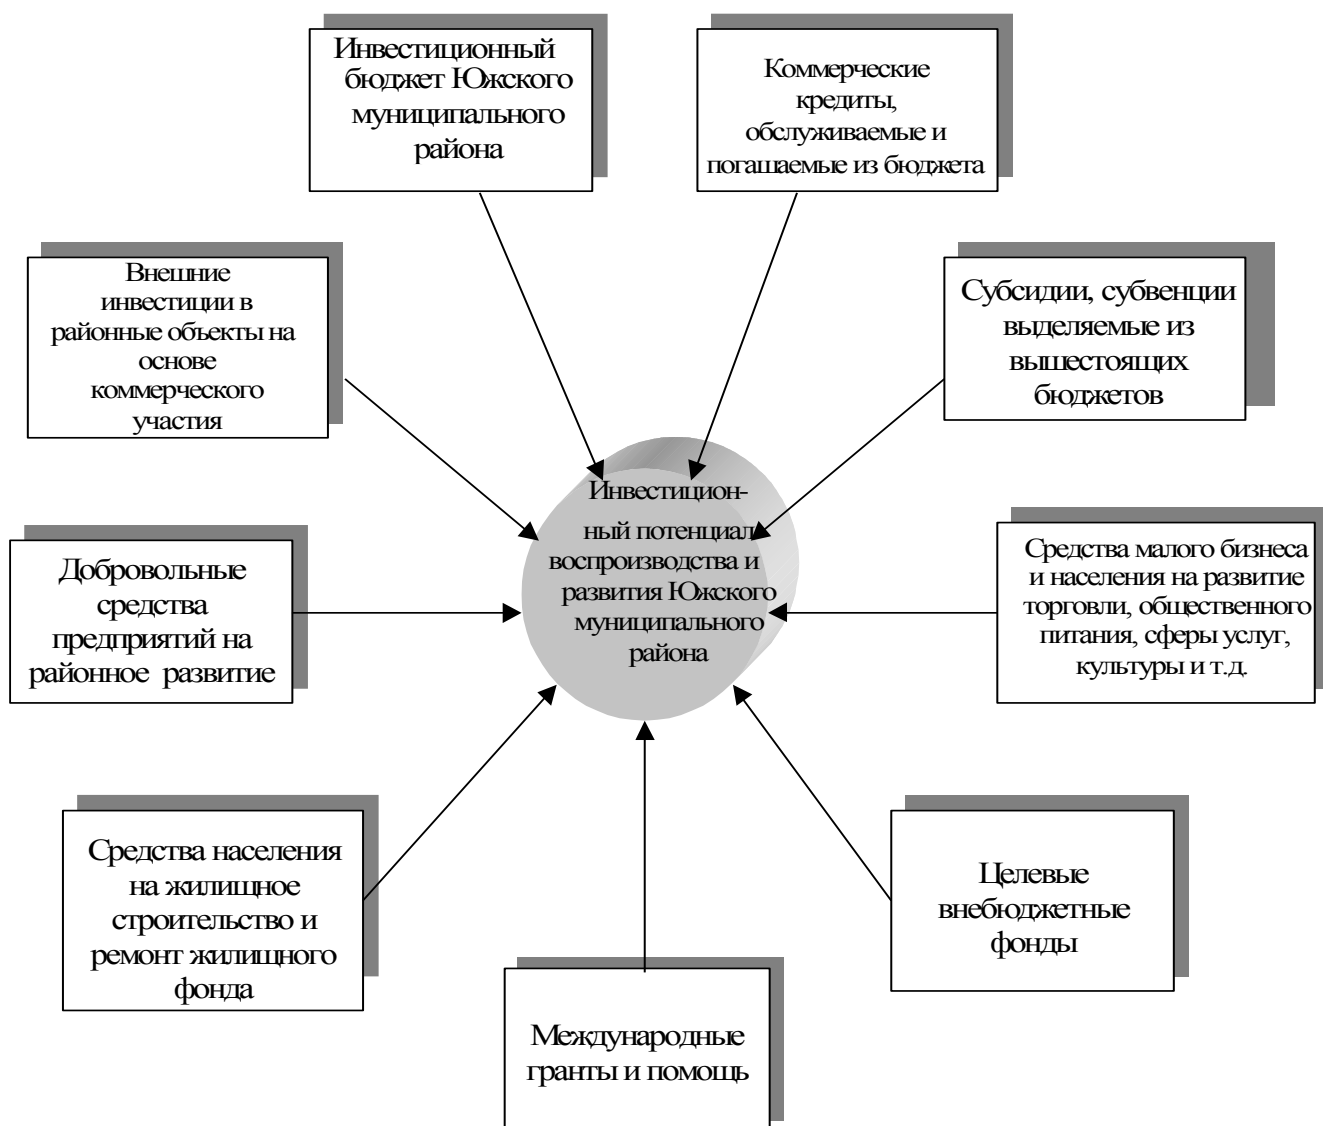 Инвестиционный
бюджет Южского
муниципального
района
Коммерческие
кредиты,
обслуживаемые и
погашаемые из бюджета
Внешние
инвестиции в
районные объекты на
основе
коммерческого
участия
Субсидии, субвенции
выделяемые из
вышестоящих
бюджетов
Инвестицион-
ный потенциал
воспроизводства и
развития Южского
муниципального
района
Добровольные
средства
предприятий на
районное развитие
Средства малого бизнеса
и населения на развитие
торговли, общественного
питания, сферы услуг,
культуры и т.д.
Средства населения
на жилищное
строительство и
ремонт жилищного
фонда
Целевые
внебюджетные
фонды
Международные
гранты и помощь